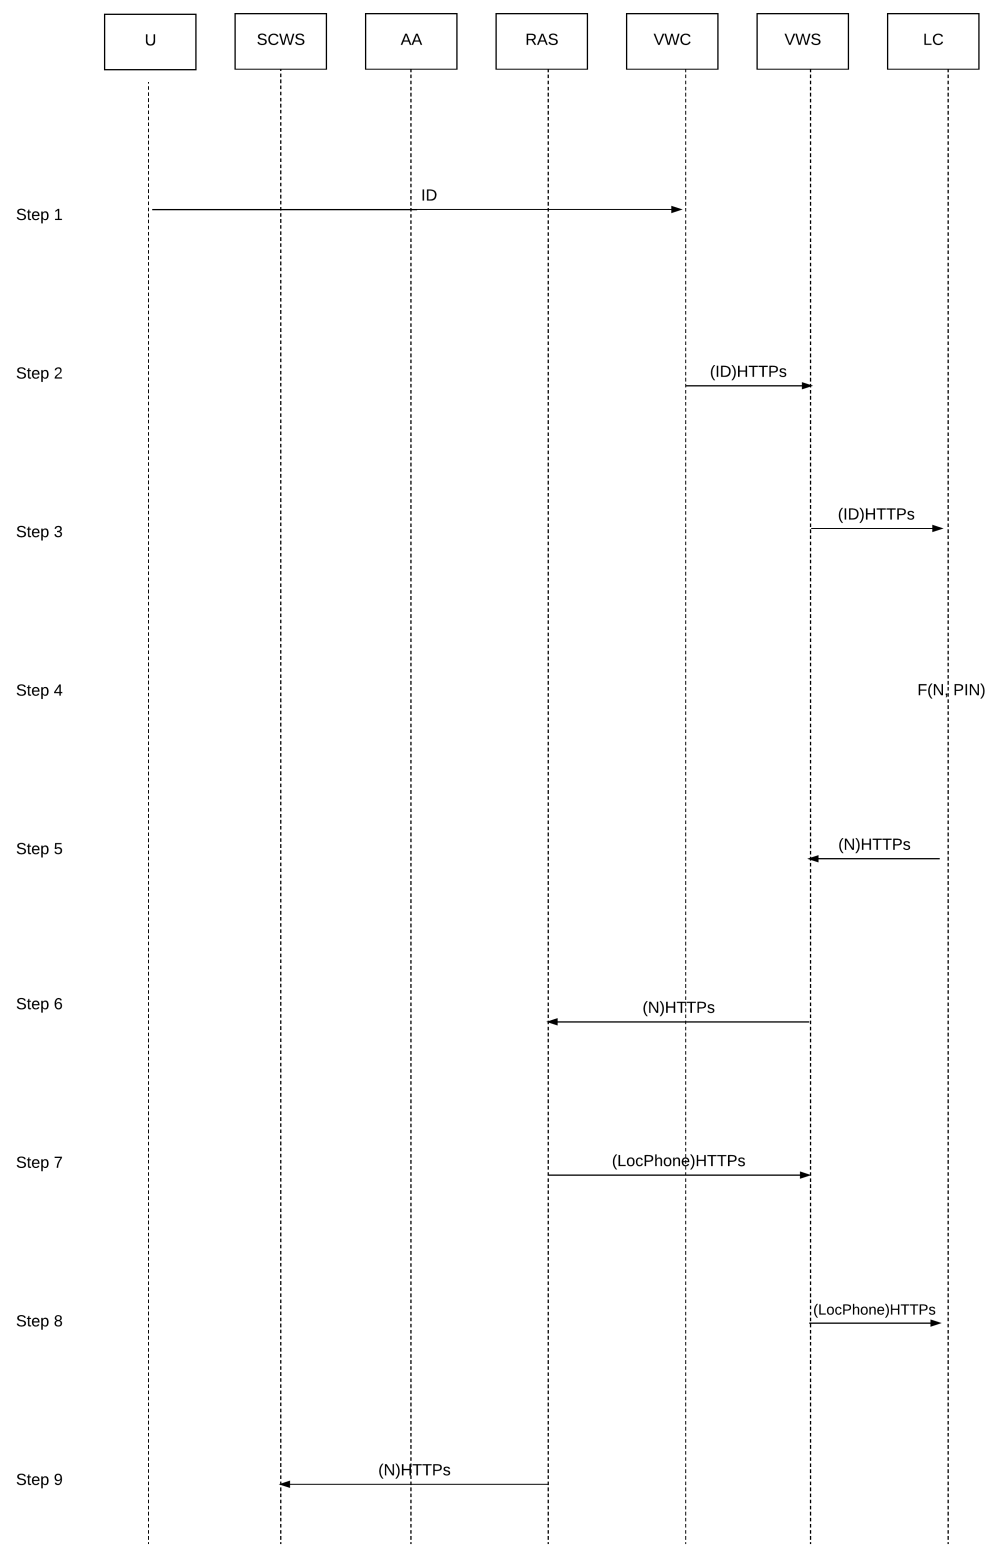 U
SCWS
AA
RAS
VWC
VWS
LC
ID
Step 1
Step 2
(ID)HTTPs
(ID)HTTPs
Step 3
Step 4
F(N, PIN)
Step 5
(N)HTTPs
Step 6
(N)HTTPs
Step 7
(LocPhone)HTTPs
(LocPhone)HTTPs
Step 8
(N)HTTPs
Step 9